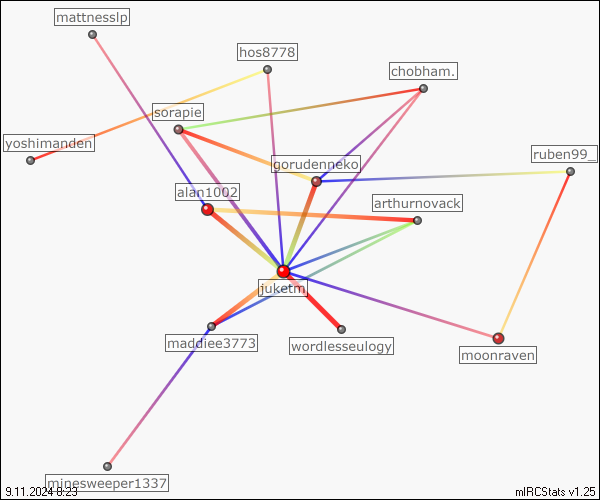 mattnesslp
hos8778
chobham.
sorapie
yoshimanden
ruben99_
gorudenneko
alan1002
arthurnovack
juketm
maddiee3773
wordlesseulogy
moonraven
minesweeper1337
9.11.2024 8:23
mIRCStats v1.25